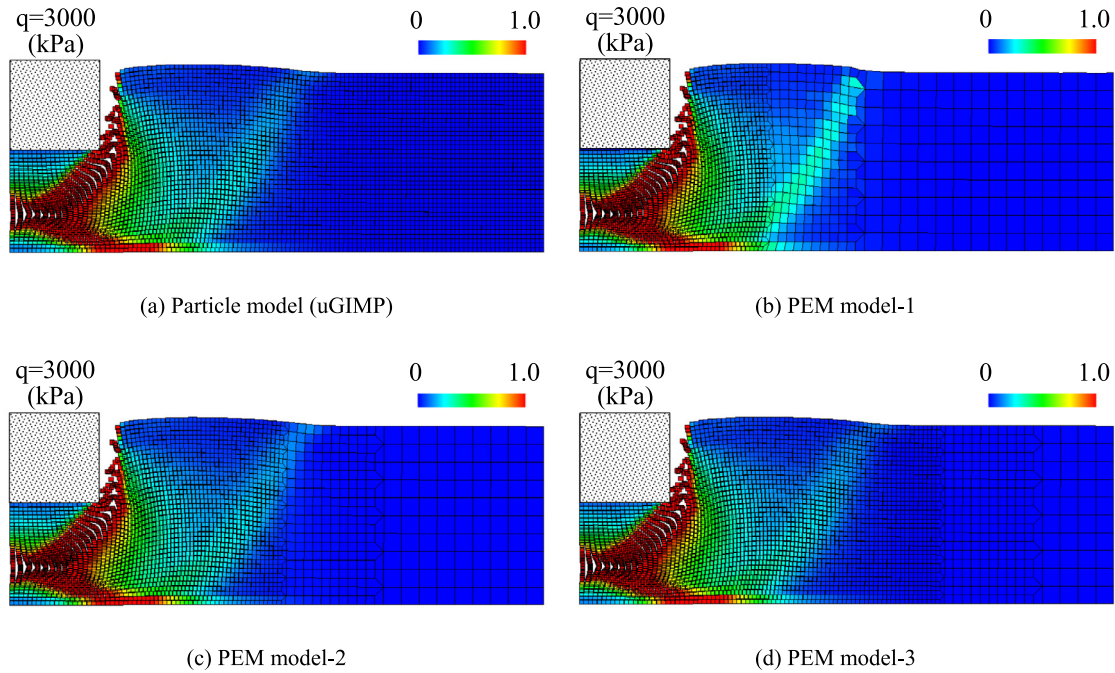 q=3000
(kPa)
0 1.0
q=3000
(kPa)
0 1.0
(a) Particle model (uGIMP)
(b) PEM model-1
q=3000
(kPa)
0 1.0
q=3000
(kPa)
0 1.0
(c) PEM model-2
(d) PEM model-3